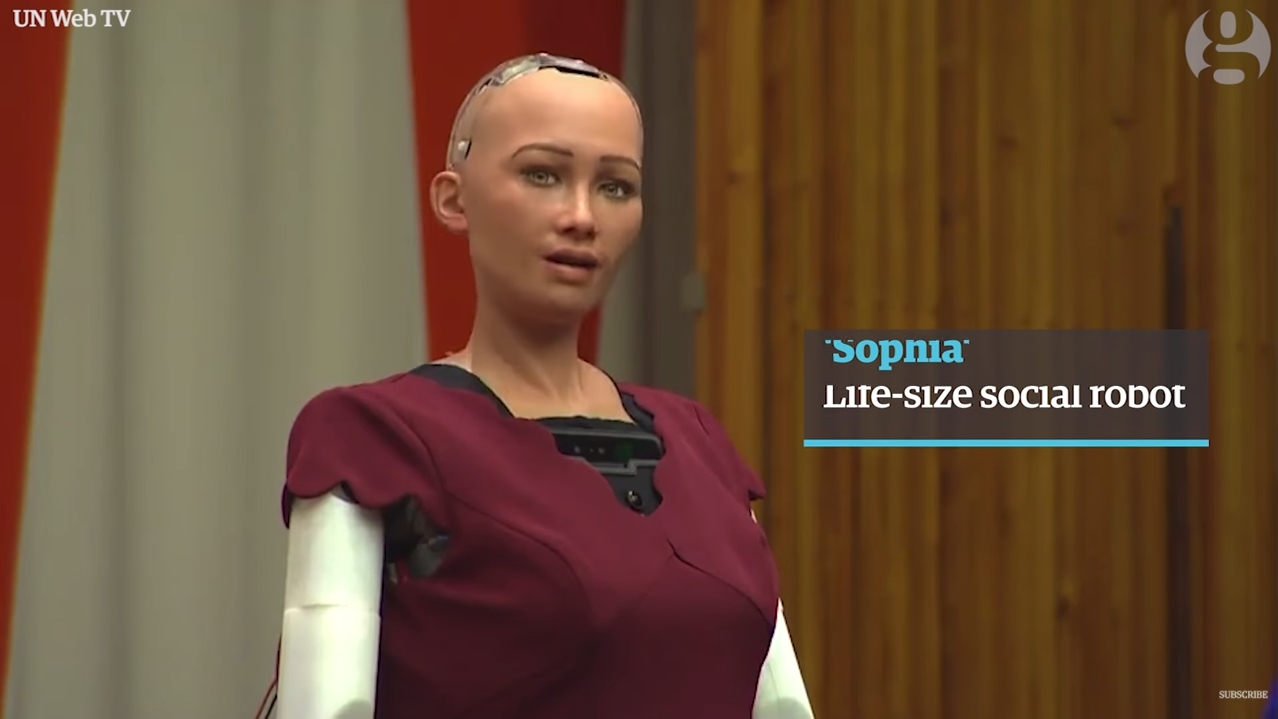 UN Web TV
'Sophia'
Life-size social robot
SUBSCRIBE